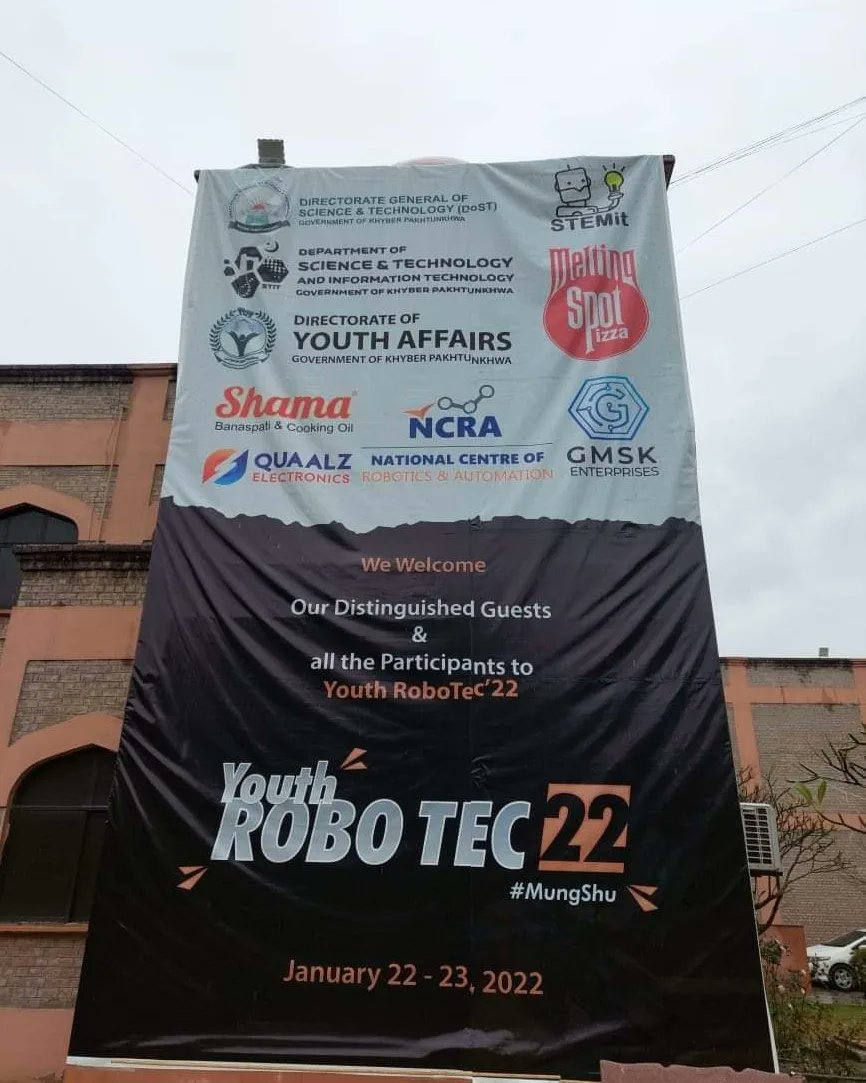 DIRECTORATE GENERAL OF
SCIENCE & TECHNOLOGY (DoST)
GOVERNMENT OF KHYBER PAKHTUNKHWA
STEMit
DEPARTMENT OF
SCIENCE & TECHNOLOGY
AND INFORMATION TECHNOLOGY
GOVERNMENT OF KHYBER PAKHTUNKHWA
Melting
Spot
Pizza
DIRECTORATE OF
YOUTH AFFAIRS
GOVERNMENT OF KHYBER PAKHTUNKHWA
Shama
Banaspati & Cooking Oil
NCRA
NATIONAL CENTRE OF
ROBOTICS & AUTOMATION
GMSK
ENTERPRISES
QUAALZ
ELECTRONICS
We Welcome
Our Distinguished Guests
&
all the Participants to
Youth RoboTec'22
Youth
ROBO TEC 22
#MungShu
January 22 - 23, 2022